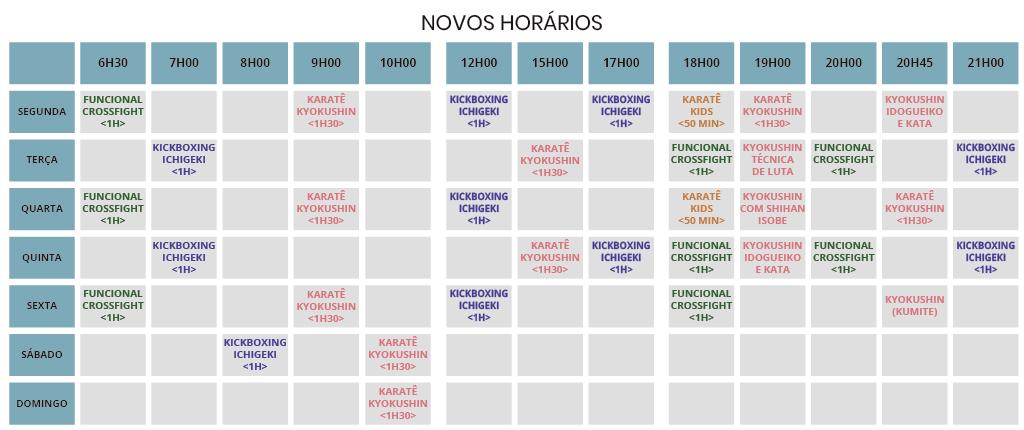 NOVOS HORÁRIOS
6H30 7H00 8H00 9H00 10H00 12H00 15H00 17H00 18H00 19H00 20H00 20H45 21H00
SEGUNDA
FUNCIONAL
CROSSFIGHT
<1H>
KARATÊ
KYOKUSHIN
<1H30>
KICKBOXING
ICHIGEKI
<1H>
KICKBOXING
ICHIGEKI
<1H>
KARATÊ
KIDS
<50 MIN>
KARATÊ
KYOKUSHIN
<1H30>
KYOKUSHIN
IDOGUEIKO
E KATA
TERÇA
KICKBOXING
ICHIGEKI
<1H>
KARATÊ
KYOKUSHIN
<1H30>
FUNCIONAL
CROSSFIGHT
<1H>
KYOKUSHIN
TÉCNICA
DE LUTA
FUNCIONAL
CROSSFIGHT
<1H>
KICKBOXING
ICHIGEKI
<1H>
QUARTA
FUNCIONAL
CROSSFIGHT
<1H>
KARATÊ
KYOKUSHIN
<1H30>
KICKBOXING
ICHIGEKI
<1H>
KARATÊ
KIDS
<50 MIN>
KYOKUSHIN
COM SHIHAN
ISOBE
KARATÊ
KYOKUSHIN
<1H30>
QUINTA
KICKBOXING
ICHIGEKI
<1H>
KARATÊ
KYOKUSHIN
<1H30>
KICKBOXING
ICHIGEKI
<1H>
FUNCIONAL
CROSSFIGHT
<1H>
KYOKUSHIN
IDOGUEIKO
E KATA
FUNCIONAL
CROSSFIGHT
<1H>
KICKBOXING
ICHIGEKI
<1H>
SEXTA
FUNCIONAL
CROSSFIGHT
<1H>
KARATÊ
KYOKUSHIN
<1H30>
KICKBOXING
ICHIGEKI
<1H>
FUNCIONAL
CROSSFIGHT
<1H>
KYOKUSHIN
(KUMITE)
SÁBADO
KICKBOXING
ICHIGEKI
<1H>
KARATÊ
KYOKUSHIN
<1H30>
DOMINGO
KARATÊ
KYOKUSHIN
<1H30>